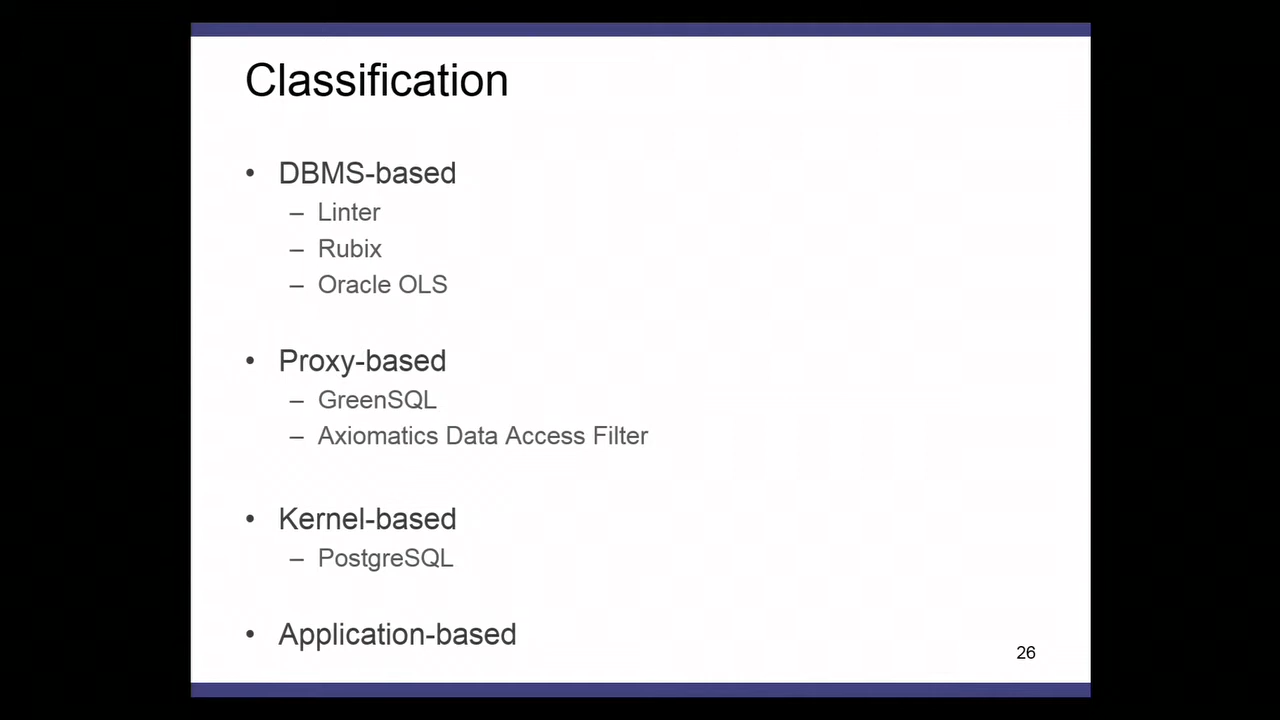 Classification
• DBMS-based
– Linter
– Rubix
– Oracle OLS
• Proxy-based
– GreenSQL
– Axiomatics Data Access Filter
• Kernel-based
– PostgreSQL
• Application-based
26